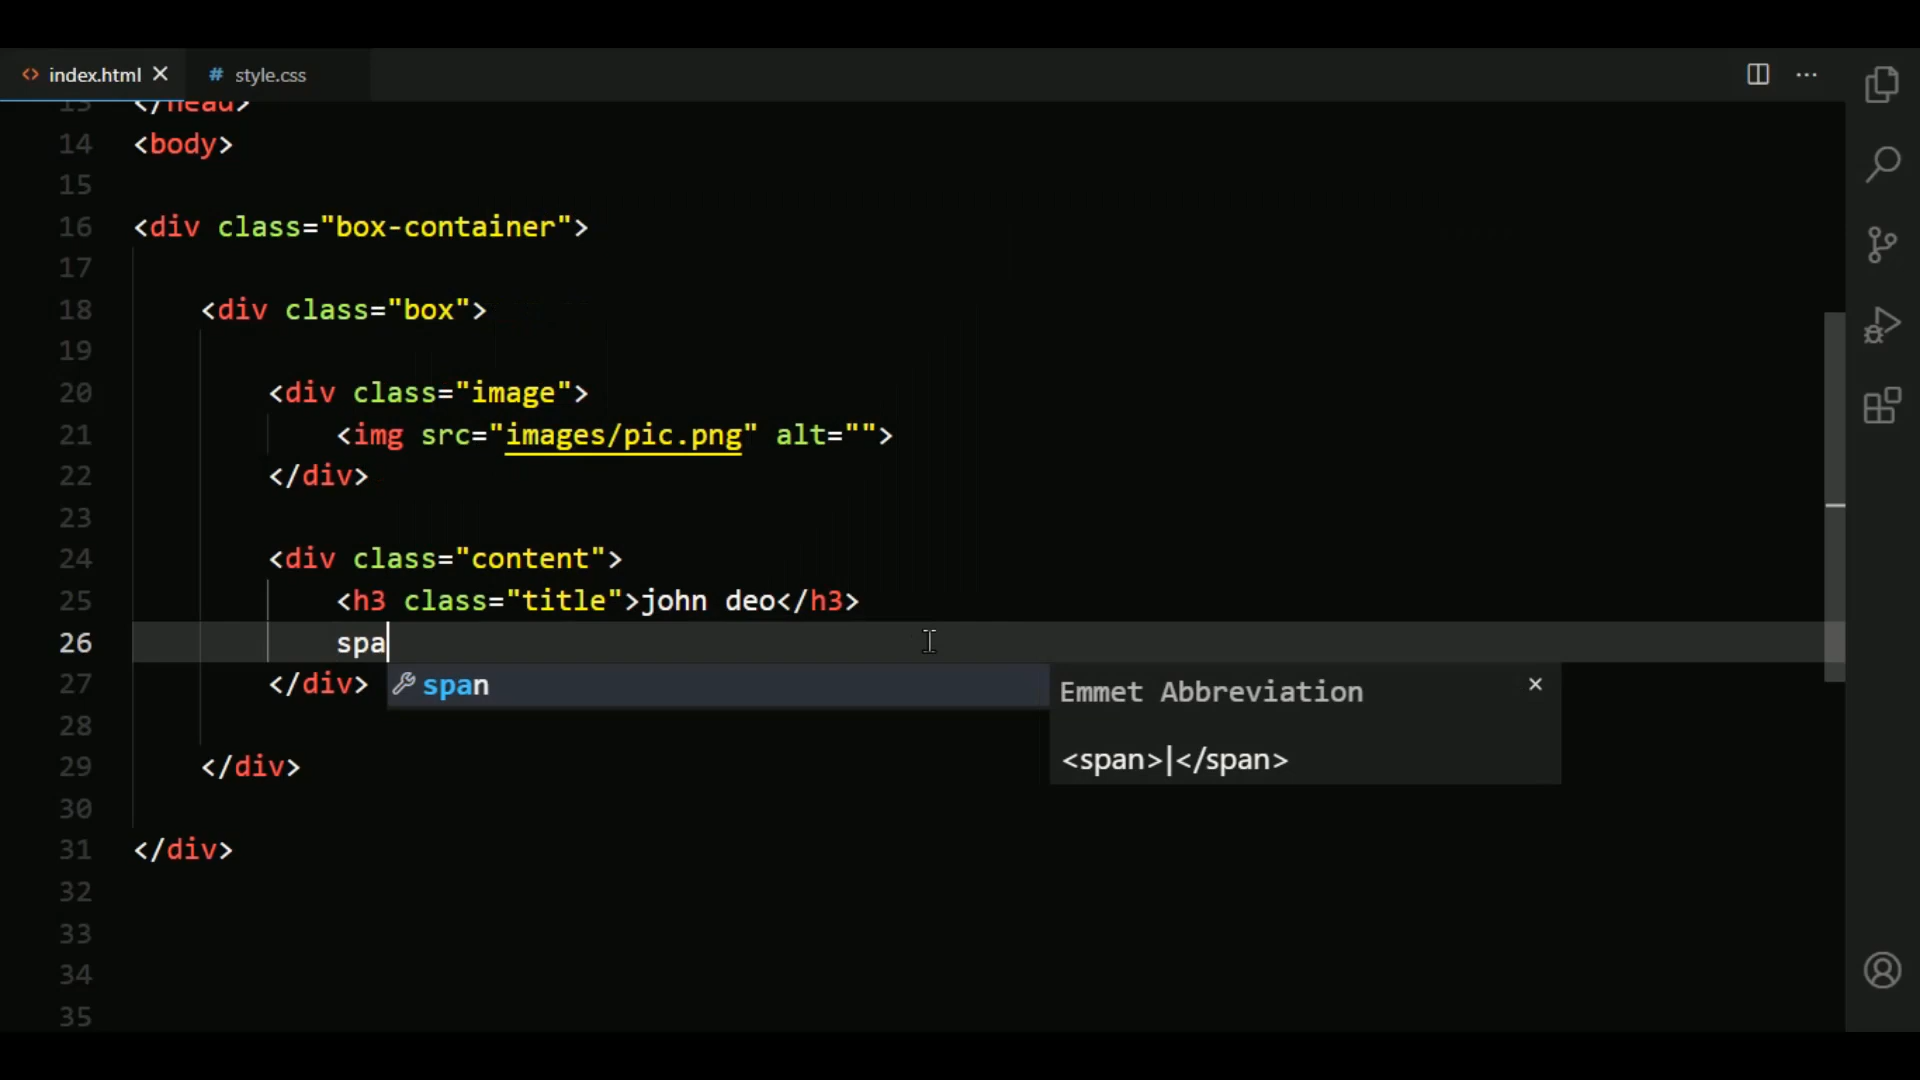 index.html style.css
13 </head>
14 <body>
15
16 <div class="box-container">
17
18 <div class="box">
19
20 <div class="image">
21 <img src="images/pic.png" alt="">
22 </div>
23
24 <div class="content">
25 <h3 class="title">john deo</h3>
26 spa
27 </div> span Emmet Abbreviation
28
<span>|</span>
29 </div>
30
31 </div>
32
33
34
35